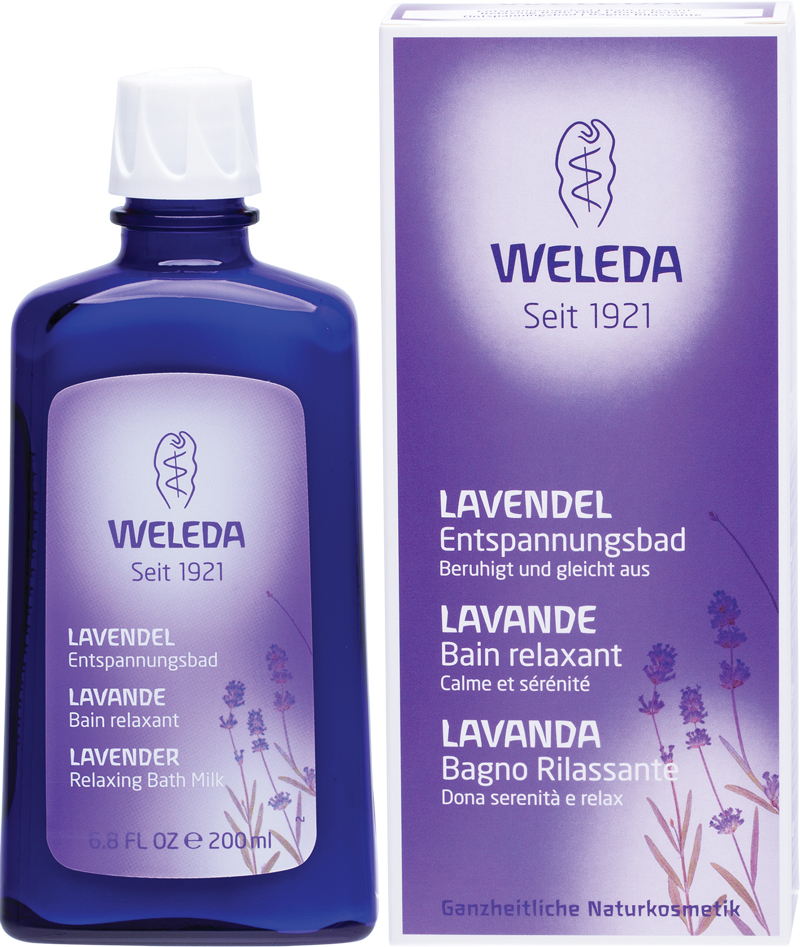 WELEDA
Seit 1921
LAVENDEL
Entspannungsbad
LAVANDE
Bain relaxant
LAVENDER
Relaxing Bath Milk
6.8 FL OZ e 200ml
WELEDA
Seit 1921
LAVENDEL
Entspannungsbad
Beruhigt und gleicht aus
LAVANDE
Bain relaxant
Calme et sérénité
LAVANDA
Bagno Rilassante
Dona serenità e relax
Ganzheitliche Naturkosmetik